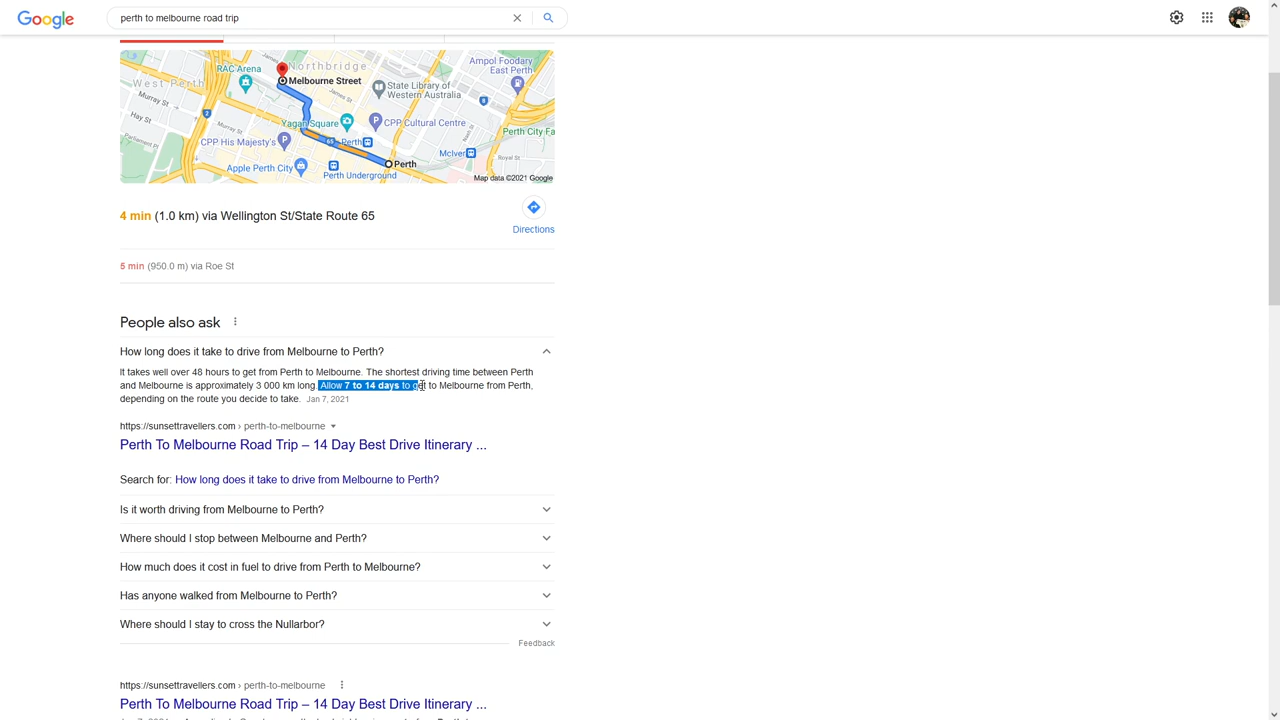 Google
perth to melbourne road trip
RAC Arena
Northbridge
Ampol Foodary
East Perth
West Perth
Melbourne Street
State Library of
Western Australia
James St
Murray St
Hay St
2
8
Yagan Square
CPP Cultural Centre
Perth City Fa
Murray St
CPP His Majesty's
65
Perth
McIver
Royal St
Perth
Apple Perth City
Perth Underground
Map data ©2021 Google
4 min (1.0 km) via Wellington St/State Route 65
Directions
5 min (950.0 m) via Roe St
People also ask
How long does it take to drive from Melbourne to Perth?
It takes well over 48 hours to get from Perth to Melbourne. The shortest driving time between Perth
and Melbourne is approximately 3 000 km long. Allow 7 to 14 days to get to Melbourne from Perth,
depending on the route you decide to take. Jan 7, 2021
https://sunsettravellers.com › perth-to-melbourne
Perth To Melbourne Road Trip – 14 Day Best Drive Itinerary ...
Search for: How long does it take to drive from Melbourne to Perth?
Is it worth driving from Melbourne to Perth?
Where should I stop between Melbourne and Perth?
How much does it cost in fuel to drive from Perth to Melbourne?
Has anyone walked from Melbourne to Perth?
Where should I stay to cross the Nullarbor?
Feedback
https://sunsettravellers.com › perth-to-melbourne
Perth To Melbourne Road Trip – 14 Day Best Drive Itinerary ...